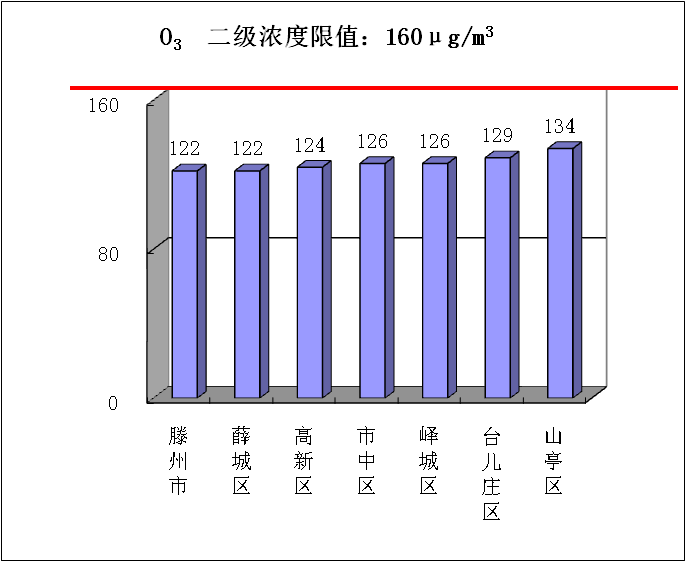 O₃ 二级浓度限值：160μg/m³
160
80
0
122
122
124
126
126
129
134
滕州市
薛城区
高新区
市中区
峄城区
台儿庄区
山亭区